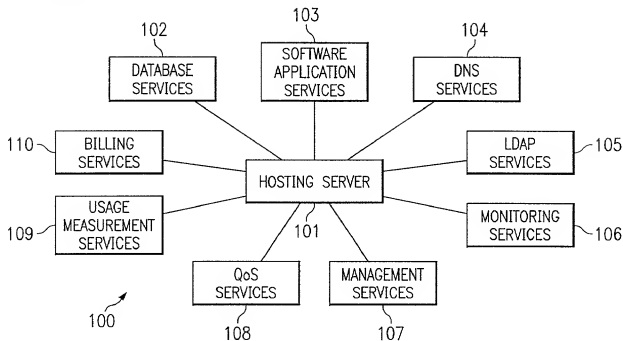 103
102
104
SOFTWARE
APPLICATION
SERVICES
DATABASE
SERVICES
DNS
SERVICES
110
BILLING
SERVICES
LDAP
SERVICES
105
HOSTING SERVER
101
109
USAGE
MEASUREMENT
SERVICES
MONITORING
SERVICES
106
QoS
SERVICES
MANAGEMENT
SERVICES
100
108
107